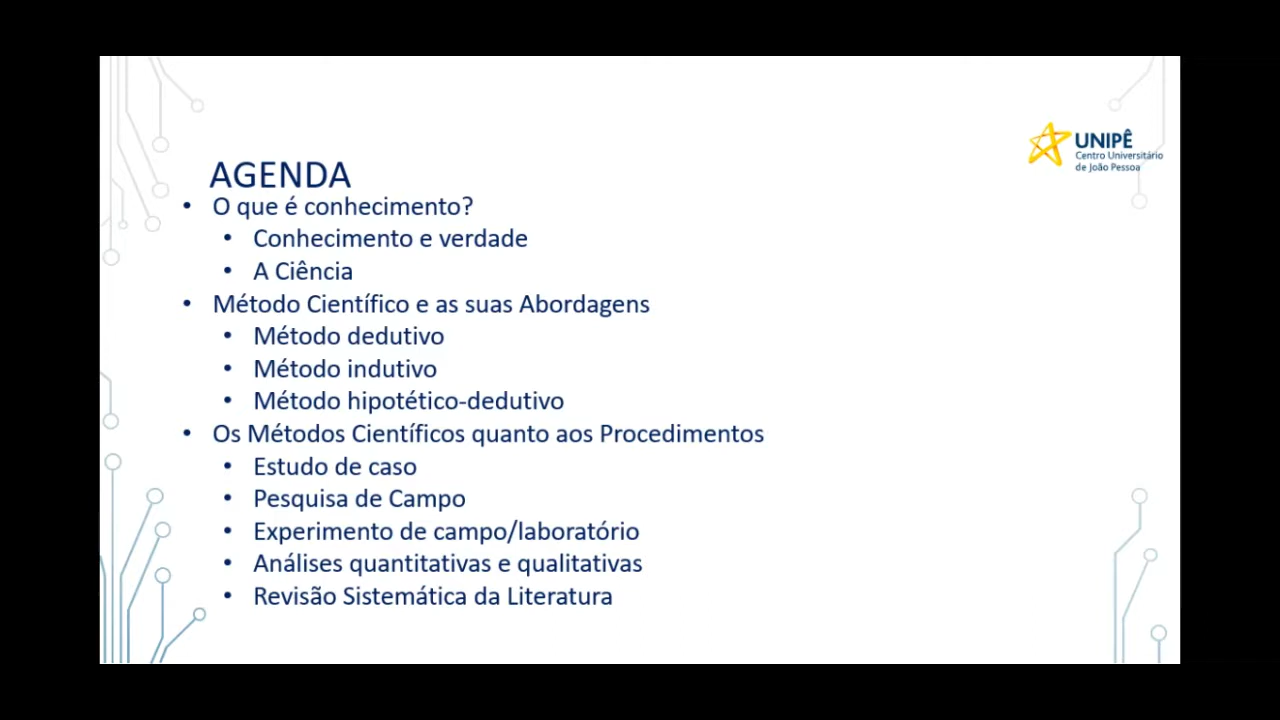 UNIPÊ
Centro Universitário
de João Pessoa
AGENDA
• O que é conhecimento?
• Conhecimento e verdade
• A Ciência
• Método Científico e as suas Abordagens
• Método dedutivo
• Método indutivo
• Método hipotético-dedutivo
• Os Métodos Científicos quanto aos Procedimentos
• Estudo de caso
• Pesquisa de Campo
• Experimento de campo/laboratório
• Análises quantitativas e qualitativas
• Revisão Sistemática da Literatura